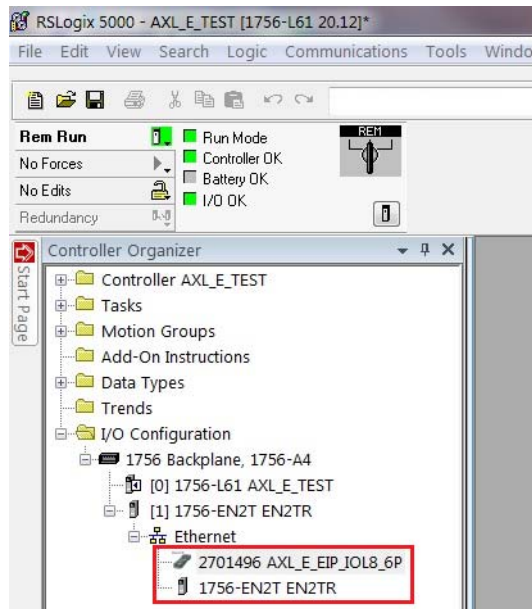 RSLogix 5000 - AXL_E_TEST [1756-L61 20.12]*
File Edit View Search Logic Communications Tools Windo
Rem Run
Run Mode
REM
No Forces
Controller OK
Battery OK
No Edits
I/O OK
Redundancy
Start Page
Controller Organizer
Controller AXL_E_TEST
Tasks
Motion Groups
Add-On Instructions
Data Types
Trends
I/O Configuration
1756 Backplane, 1756-A4
[0] 1756-L61 AXL_E_TEST
[1] 1756-EN2T EN2TR
Ethernet
2701496 AXL_E_EIP_IOL8_6P
1756-EN2T EN2TR